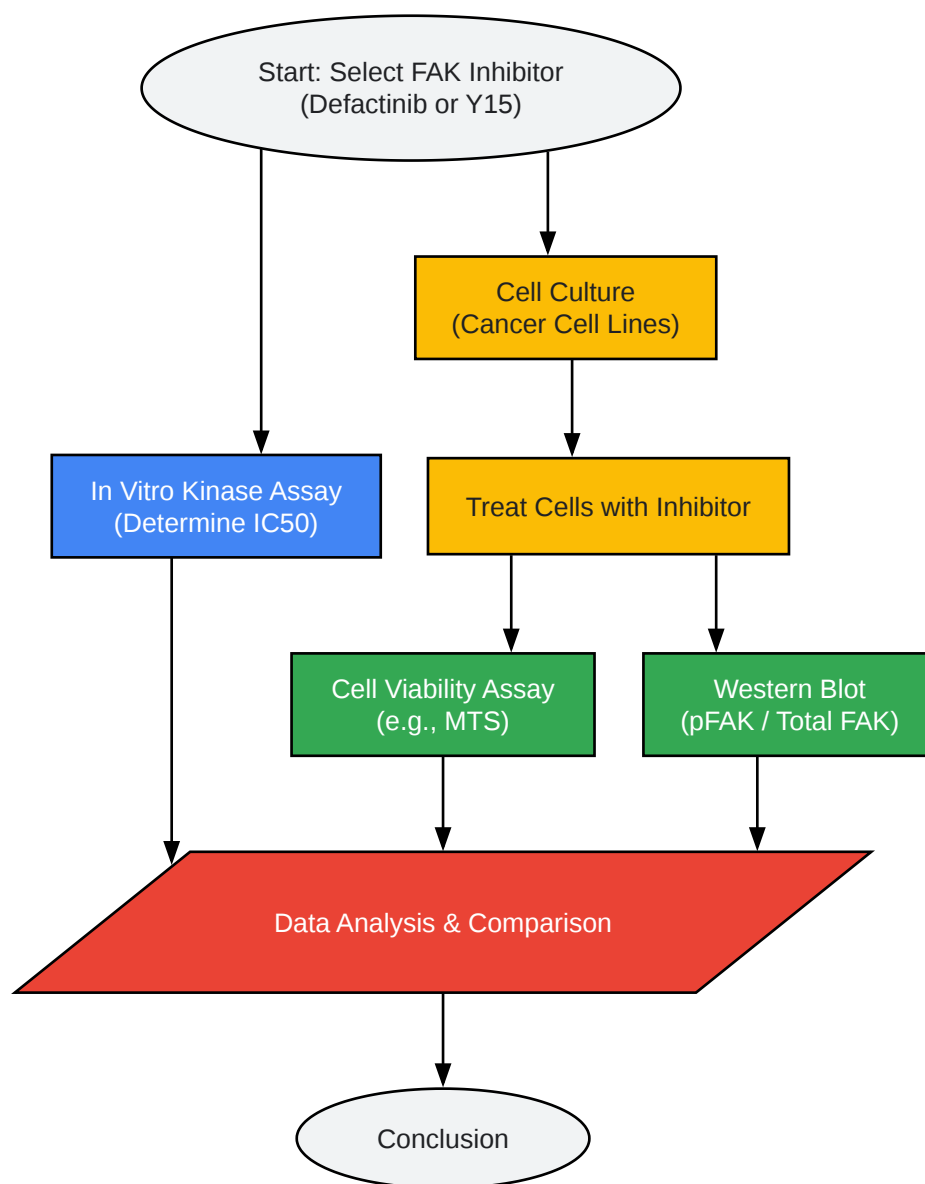 Start: Select FAK Inhibitor
(Defactinib or Y15)
Cell Culture
(Cancer Cell Lines)
In Vitro Kinase Assay
(Determine IC50)
Treat Cells with Inhibitor
Cell Viability Assay
(e.g., MTS)
Western Blot
(pFAK / Total FAK)
Data Analysis & Comparison
Conclusion